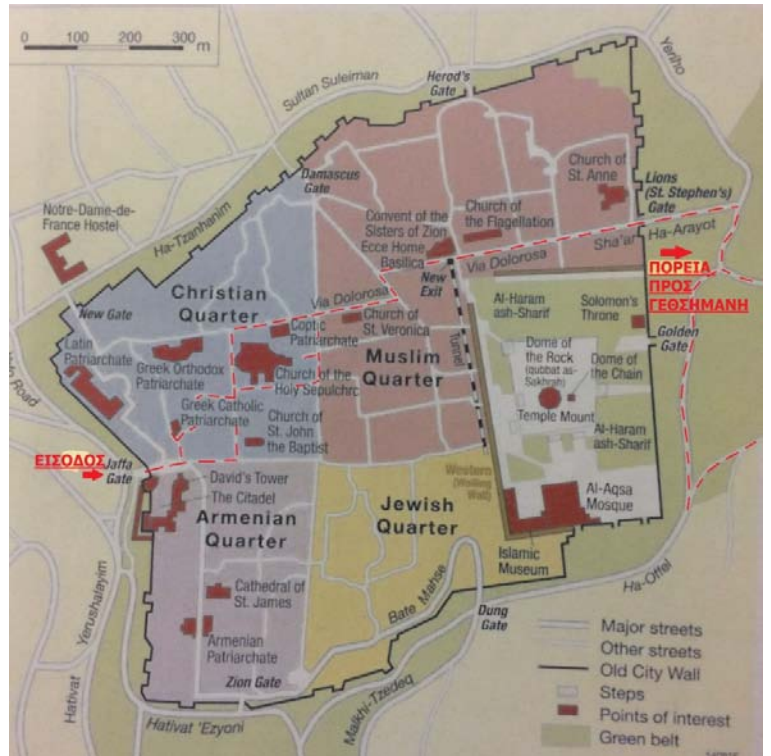 0 100 200 300
m
Sultan Suleiman
Yeriho
Herod's
Gate
Damascus
Gate
Church of
St. Anne
Lions
(St. Stephen's)
Gate
Notre-Dame-de-
France Hostel
Ha-Tzanhanim
Convent of the
Sisters of Zion
Ecce Home
Basilica
Church of
the Flagellation
Sha'ar
Ha-Arayot
New
Exit
Via Dolorosa
ΠΟΡΕΙΑ
ΠΡΟΣ
ΓΕΘΣΗΜΑΝΗ
Christian
Quarter
Via Dolorosa
New Gate
Coptic
Patriarchate
Church of
St. Veronica
Al-Haram
ash-Sharif
Solomon's
Throne
Golden
Gate
Latin
Patriarchate
Greek Orthodox
Patriarchate
Church of the
Holy Sepulchre
Muslim
Quarter
Tunnel
Dome of
the Rock
(qubbat as-
Sakhrah)
Dome of
the Chain
Temple Mount
Road
Greek Catholic
Patriarchate
Church of
St. John
the Baptist
Al-Haram
ash-Sharif
ΕΙΣΟΔΟΣ
Jaffa
Gate
David's Tower
The Citadel
Western
(Wailing
Wall)
Al-Aqsa
Mosque
Armenian
Quarter
Jewish
Quarter
Islamic
Museum
Cathedral of
St. James
Bate Mahse
Ha-Offel
Dung
Gate
Armenian
Patriarchate
Yerushalayim
Hativat
Zion Gate
Hativat 'Ezyoni
Malkhi-Tzedeq
Major streets
Other streets
Old City Wall
Steps
Points of interest
Green belt